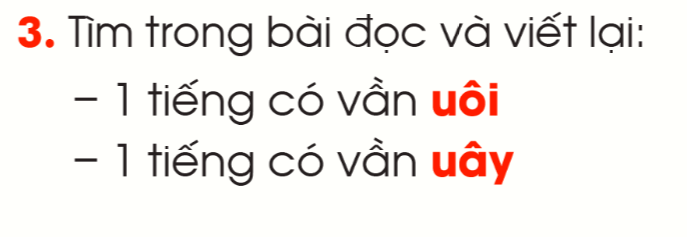 3. Tìm trong bài đọc và viết lại:
– 1 tiếng có vần uôi
– 1 tiếng có vần uây